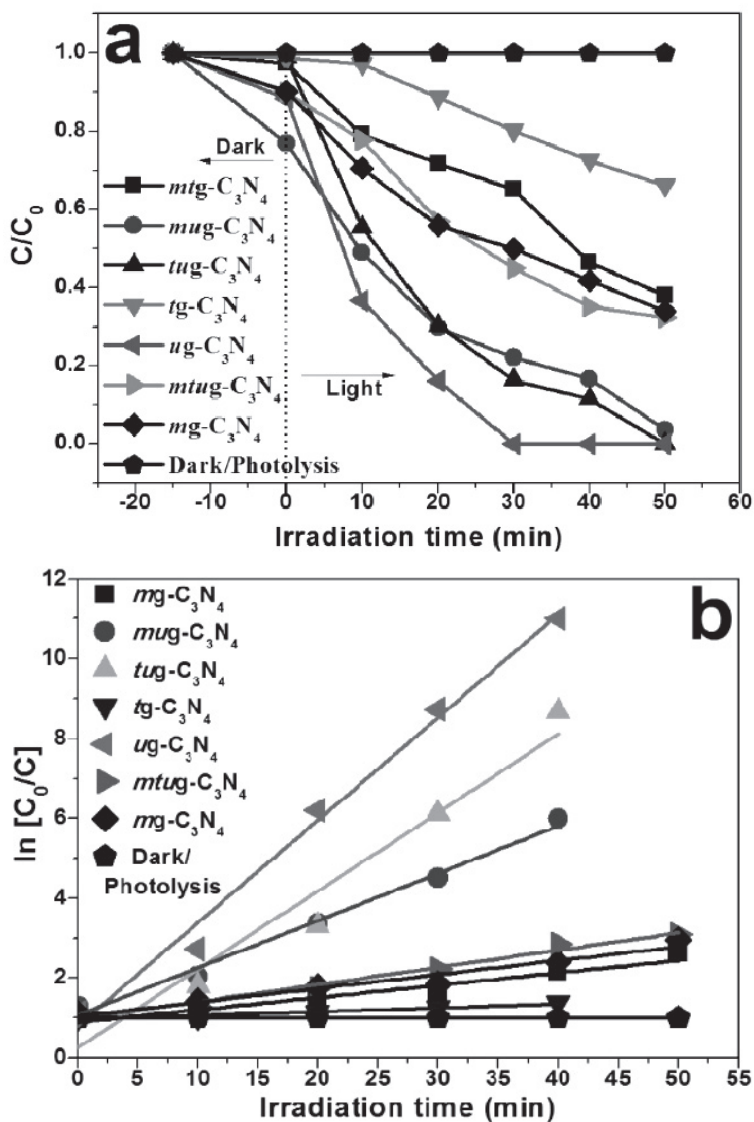 a
1.0
0.8
0.6
0.4
0.2
0.0
C/C₀
Dark
mtg-C₃N₄
mug-C₃N₄
tug-C₃N₄
tg-C₃N₄
ug-C₃N₄
mtug-C₃N₄
mg-C₃N₄
Dark/Photolysis
Light
-20 -10 0 10 20 30 40 50 60
Irradiation time (min)
b
12
10
8
6
4
2
0
ln [C₀/C]
mg-C₃N₄
mug-C₃N₄
tug-C₃N₄
tg-C₃N₄
ug-C₃N₄
mtug-C₃N₄
mg-C₃N₄
Dark/
Photolysis
0 5 10 15 20 25 30 35 40 45 50 55
Irradiation time (min)